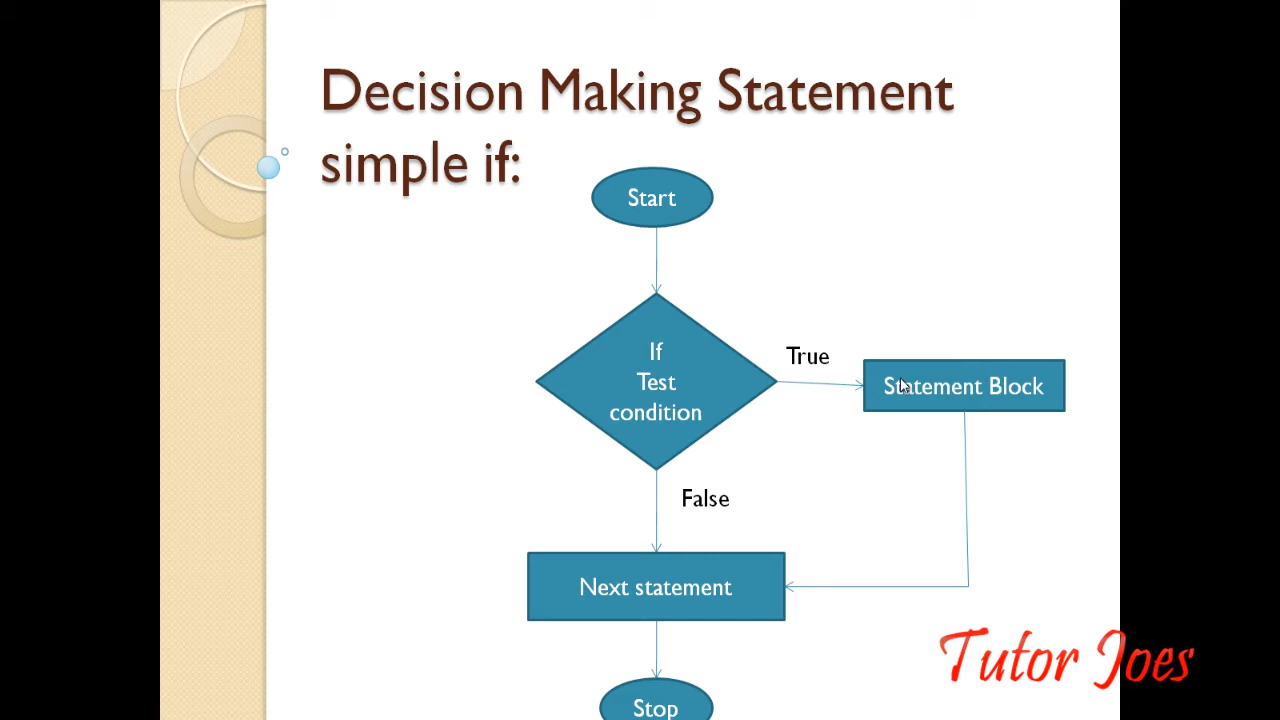 Decision Making Statement
simple if:
Start
If
Test
condition
True
Statement Block
False
Next statement
Stop
Tutor Joes